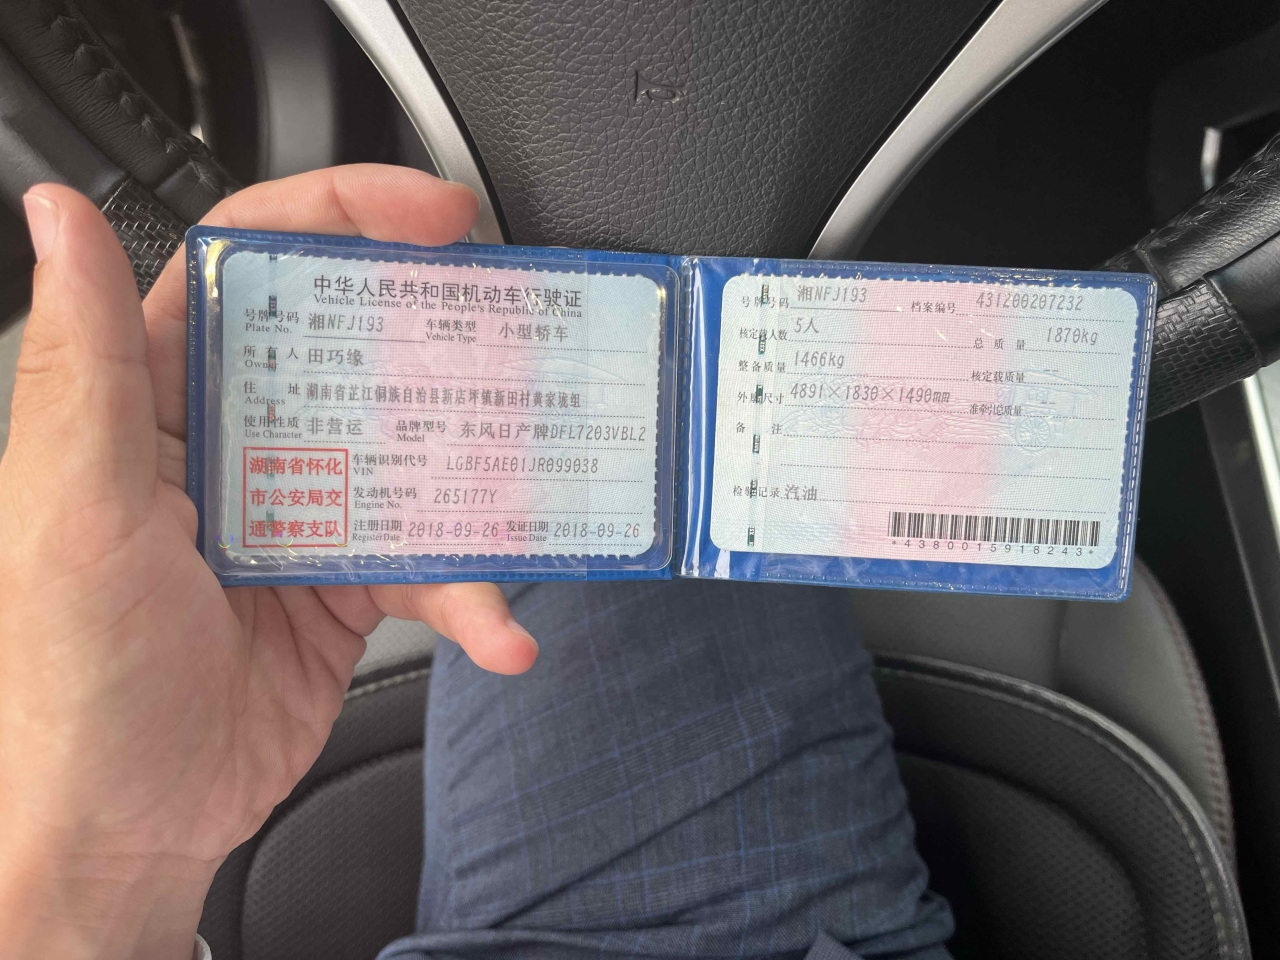 中华人民共和国机动车行驶证
Vehicle License of the People's Republic of China
号牌号码 湘NFJ193 车辆类型 小型轿车
Plate No. Vehicle Type
所有人 田巧缘
Owner
住址 湖南省芷江侗族自治县新店坪镇新田村黄家垅组
Address
使用性质 非营运 品牌型号 东风日产牌DFL7203VBL2
Use Character Model
湖南省怀化
市公安局交
通警察支队
车辆识别代号 LGBF5AE01JR099038
VIN
发动机号码 265177Y
Engine No.
注册日期 2018-09-26 发证日期 2018-09-26
Register Date Issue Date
号牌号码 湘NFJ193 档案编号 431200207232
核定载人数 5人 总质量 1870kg
整备质量 1466kg 核定载质量 --
外廓尺寸 4891×1830×1490mm 准牵引总质量 --
备注
检验记录 汽油
*4380015918243*